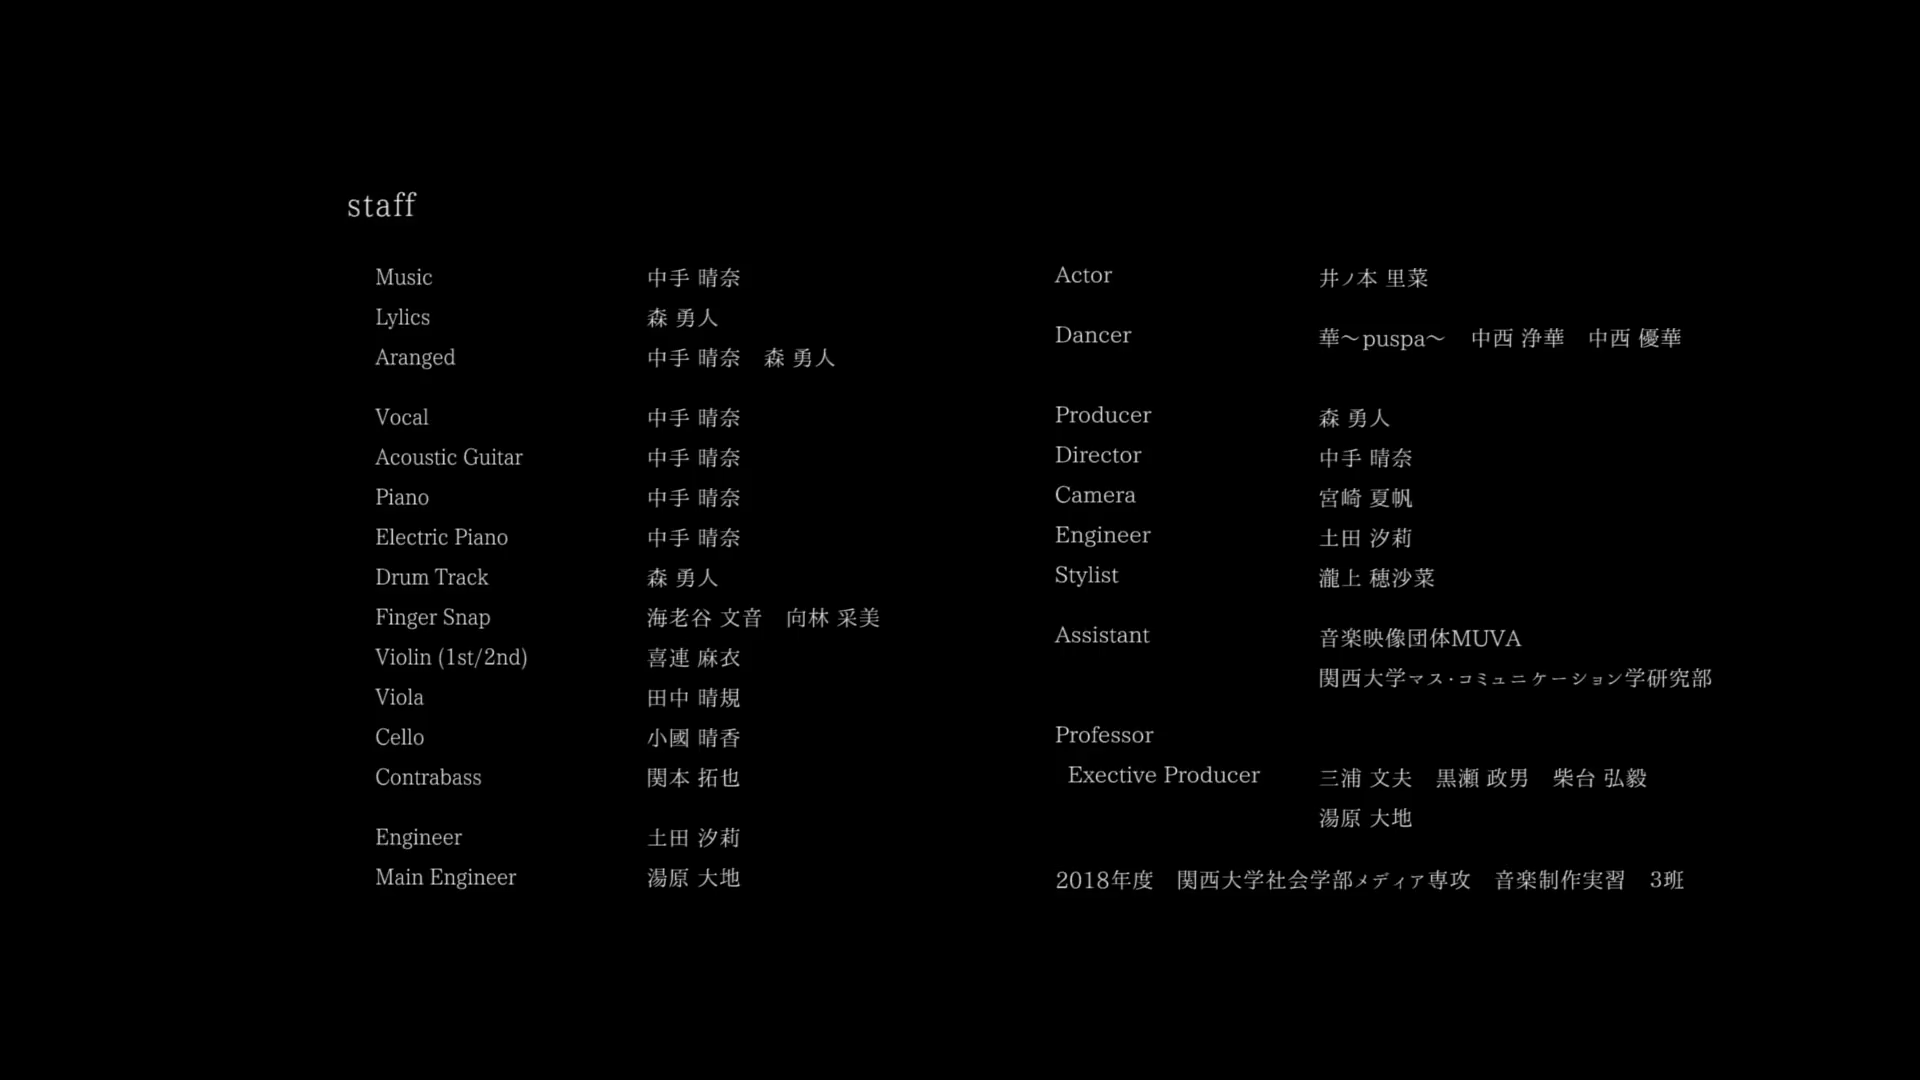 staff
Music 中手 晴奈
Lylics 森 勇人
Aranged 中手 晴奈 森 勇人
Vocal 中手 晴奈
Acoustic Guitar 中手 晴奈
Piano 中手 晴奈
Electric Piano 中手 晴奈
Drum Track 森 勇人
Finger Snap 海老谷 文音 向林 采美
Violin (1st/2nd) 喜連 麻衣
Viola 田中 晴規
Cello 小國 晴香
Contrabass 関本 拓也
Engineer 土田 汐莉
Main Engineer 湯原 大地
Actor 井ノ本 里菜
Dancer 華〜puspa〜 中西 浄華 中西 優華
Producer 森 勇人
Director 中手 晴奈
Camera 宮崎 夏帆
Engineer 土田 汐莉
Stylist 瀧上 穂沙菜
Assistant 音楽映像団体MUVA
関西大学マス・コミュニケーション学研究部
Professor
Exective Producer 三浦 文夫 黒瀬 政男 柴台 弘毅
湯原 大地
2018年度 関西大学社会学部メディア専攻 音楽制作実習 3班